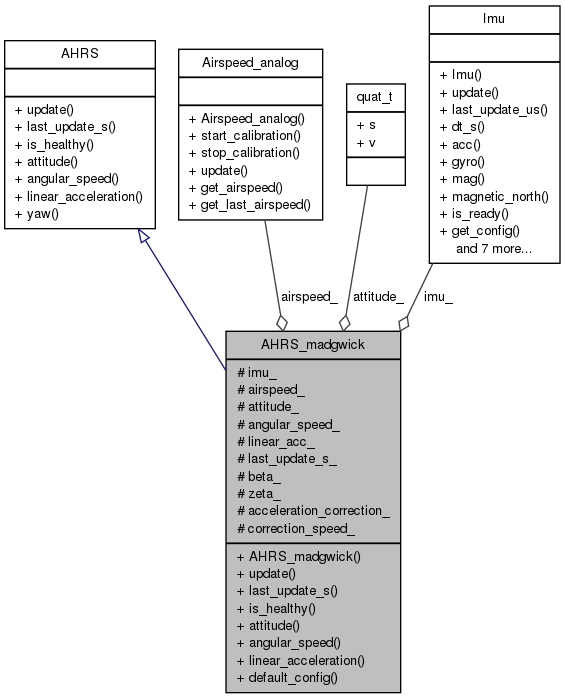 AHRS
+ update()
+ last_update_s()
+ is_healthy()
+ attitude()
+ angular_speed()
+ linear_acceleration()
+ yaw()
Airspeed_analog
+ Airspeed_analog()
+ start_calibration()
+ stop_calibration()
+ update()
+ get_airspeed()
+ get_last_airspeed()
quat_t
+ s
+ v
Imu
+ Imu()
+ update()
+ last_update_us()
+ dt_s()
+ acc()
+ gyro()
+ mag()
+ magnetic_north()
+ is_ready()
+ get_config()
and 7 more...
airspeed_
attitude_
imu_
AHRS_madgwick
# imu_
# airspeed_
# attitude_
# angular_speed_
# linear_acc_
# last_update_s_
# beta_
# zeta_
# acceleration_correction_
# correction_speed_
+ AHRS_madgwick()
+ update()
+ last_update_s()
+ is_healthy()
+ attitude()
+ angular_speed()
+ linear_acceleration()
+ default_config()